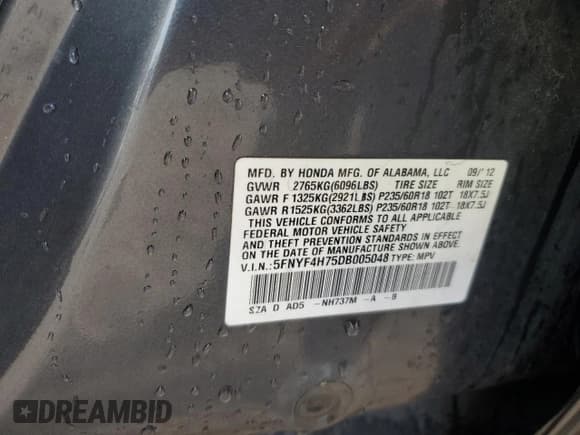 MFD. BY HONDA MFG. OF ALABAMA, LLC 09/'12
GVWR 2765KG(6096LBS) TIRE SIZE RIM SIZE
GAWR F 1325KG(2921LBS) P235/60R18 102T 18X7.5J
GAWR R 1525KG(3362LBS) P235/60R18 102T 18X7.5J
THIS VEHICLE CONFORMS TO ALL APPLICABLE
FEDERAL MOTOR VEHICLE SAFETY
AND THEFT PREVENTION STANDARDS IN EFFECT
ON THE DATE OF MANUFACTURE SHOWN ABOVE.
V.I.N.: 5FNYF4H75DB005048 TYPE: MPV
SZA D AD5 -NH737M -A -B
DREAMBID